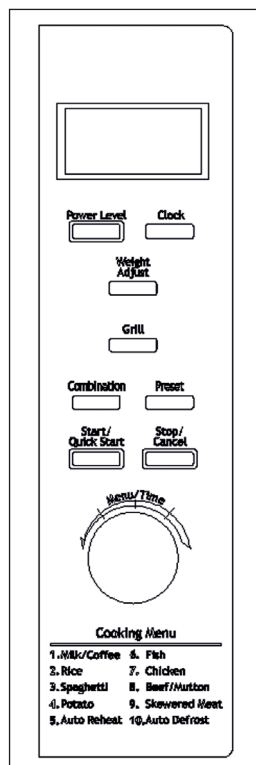 Power Level Clock
Weight
Adjust
Grill
Combination Preset
Start/ Stop/
Quick Start Cancel
Menu/Time
Cooking Menu
1.Milk/Coffee 6. Fish
2.Rice 7. Chicken
3.Spaghetti 8. Beef/Mutton
4.Potato 9. Skewered Meat
5.Auto Reheat 10.Auto Defrost